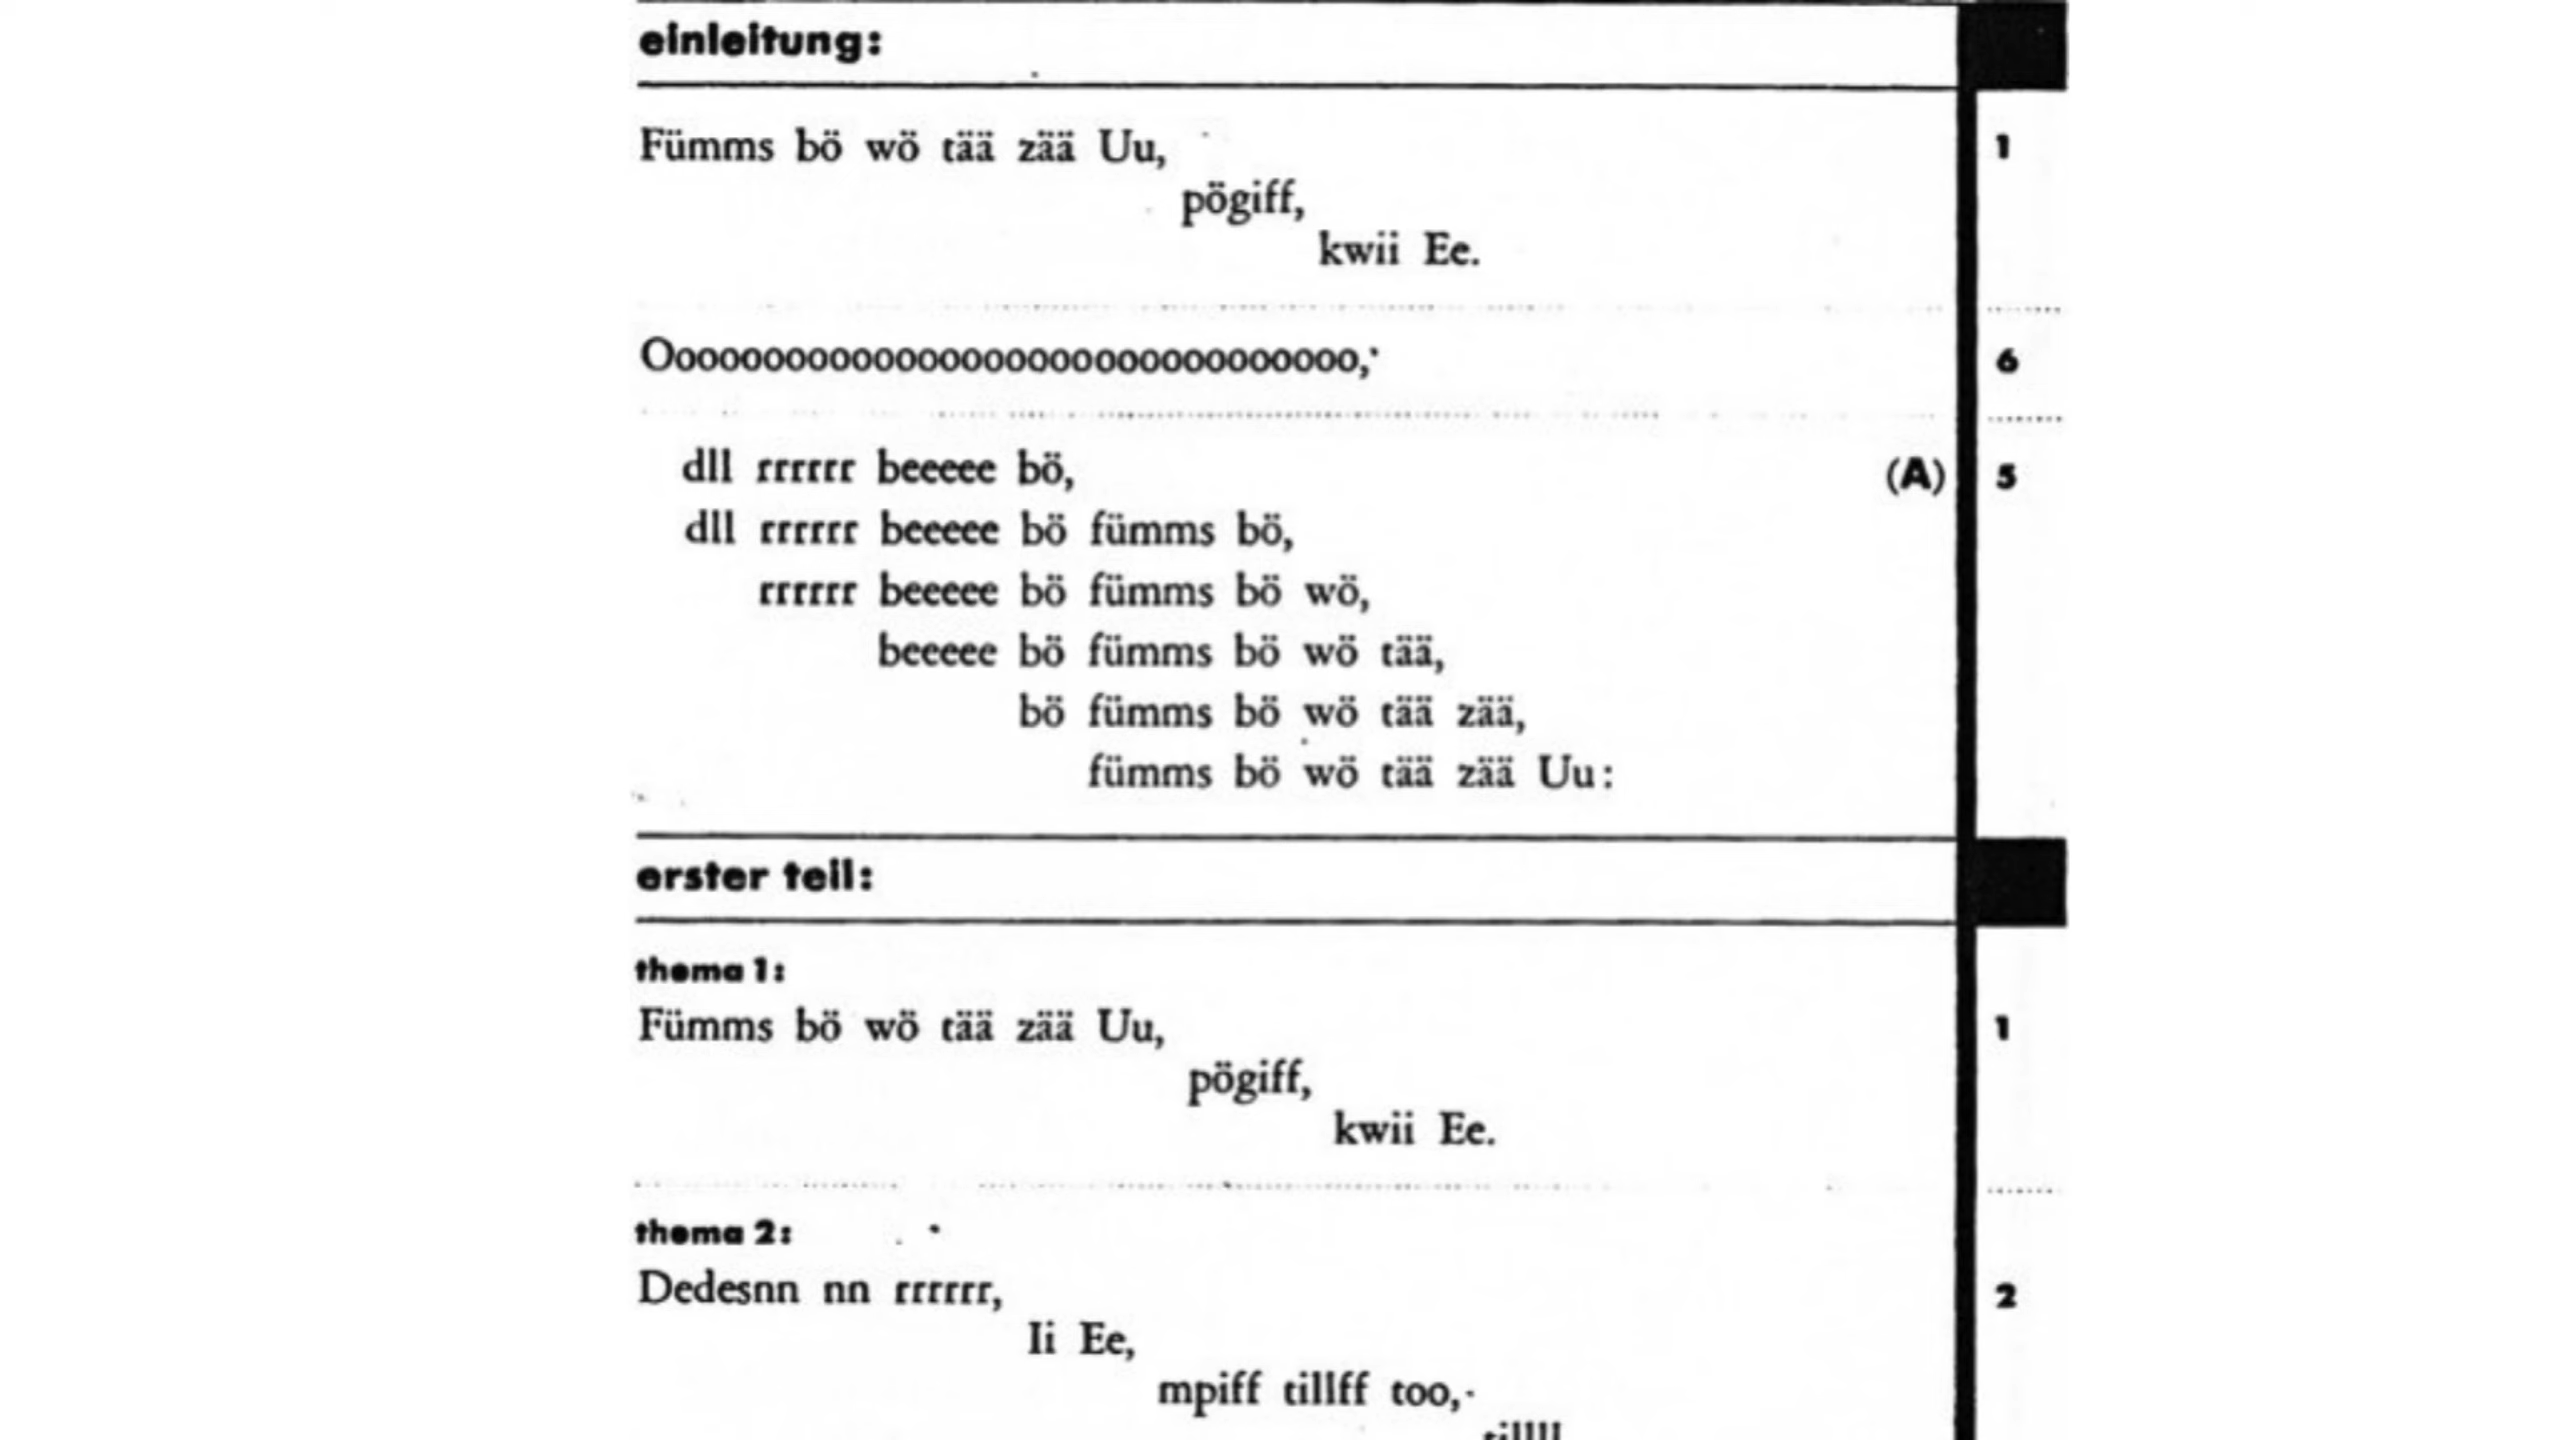 einleitung:
Fümms bö wö tää zää Uu, 1
pögiff,
kwii Ee.
Oooooooooooooooooooooooooooooooo, 6
dll rrrrrr beeeee bö, (A) 5
dll rrrrrr beeeee bö fümms bö,
rrrrrr beeeee bö fümms bö wö,
beeeee bö fümms bö wö tää,
bö fümms bö wö tää zää,
fümms bö wö tää zää Uu:
erster teil:
thema 1:
Fümms bö wö tää zää Uu, 1
pögiff,
kwii Ee.
thema 2:
Dedesnn nn rrrrrr, 2
Ii Ee,
mpiff tillff too,